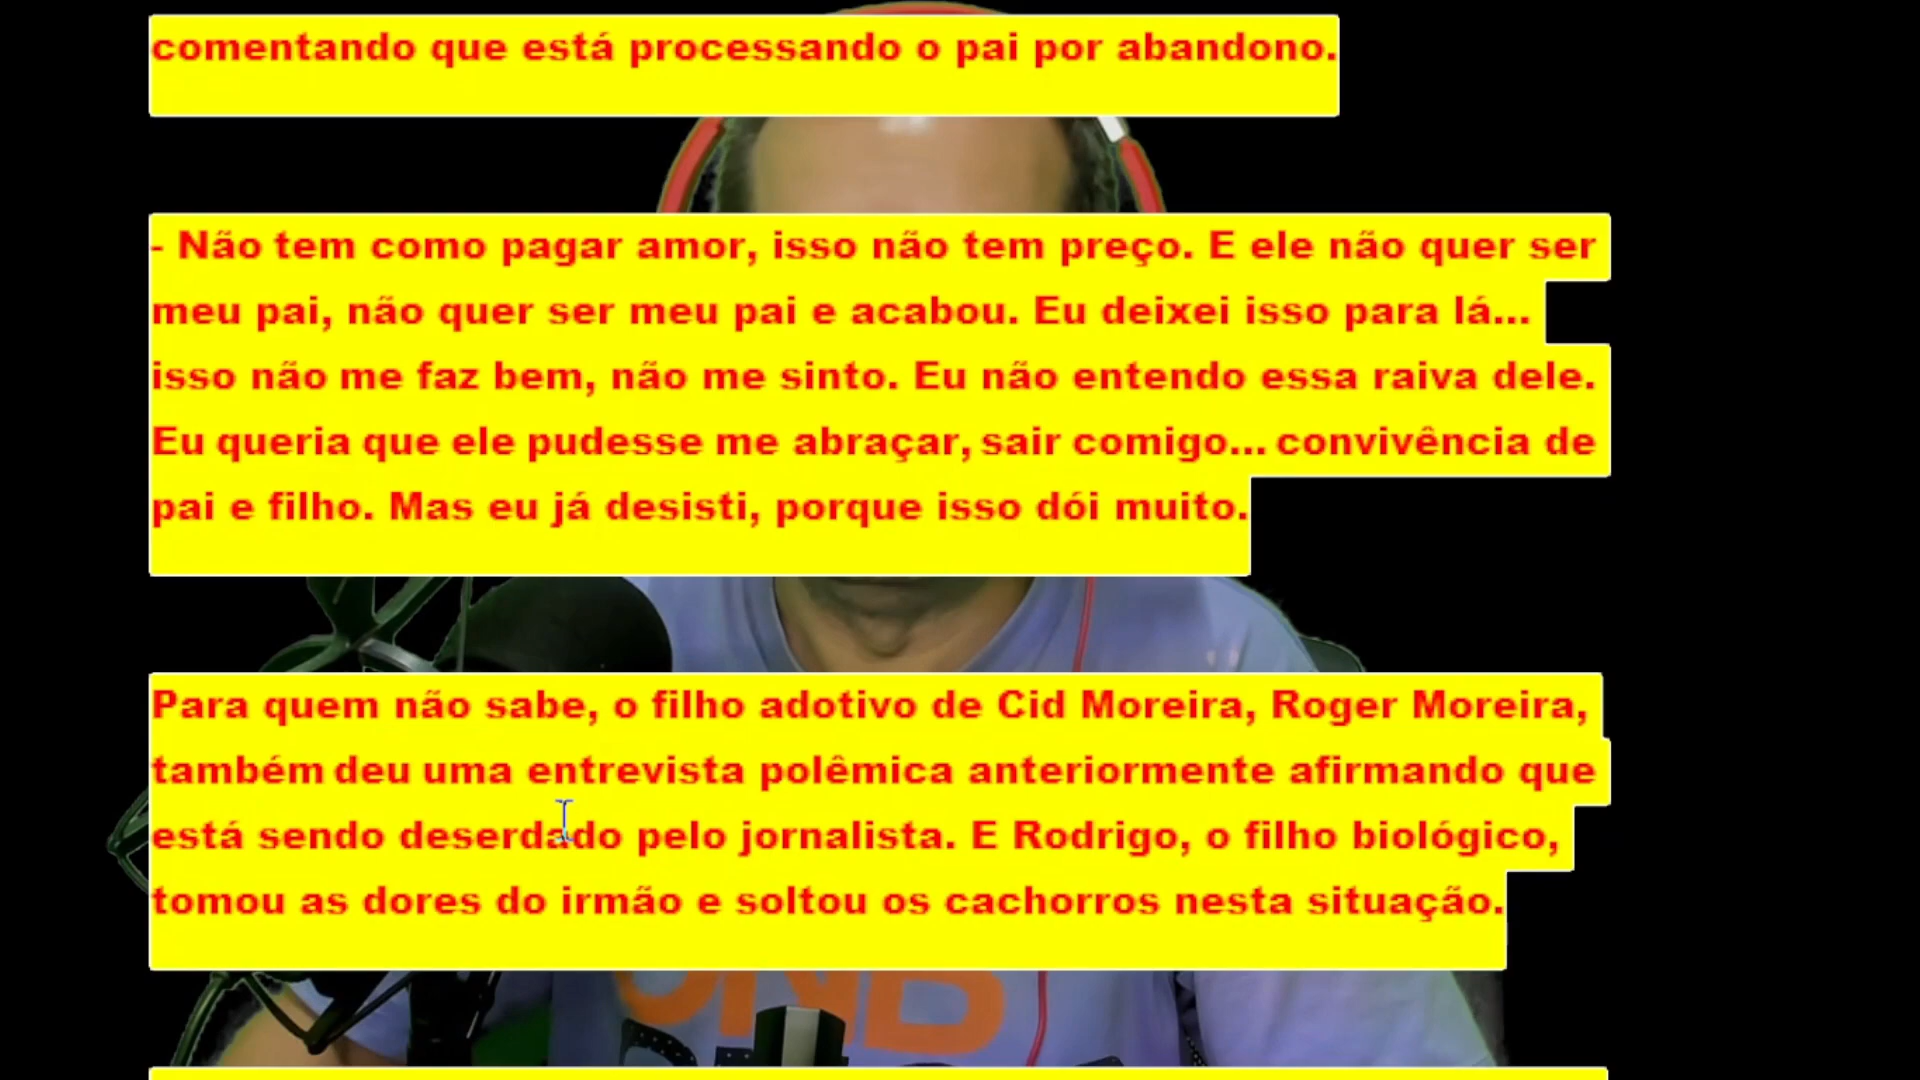 comentando que está processando o pai por abandono.
- Não tem como pagar amor, isso não tem preço. E ele não quer ser
meu pai, não quer ser meu pai e acabou. Eu deixei isso para lá...
isso não me faz bem, não me sinto. Eu não entendo essa raiva dele.
Eu queria que ele pudesse me abraçar, sair comigo... convivência de
pai e filho. Mas eu já desisti, porque isso dói muito.
Para quem não sabe, o filho adotivo de Cid Moreira, Roger Moreira,
também deu uma entrevista polêmica anteriormente afirmando que
está sendo deserdado pelo jornalista. E Rodrigo, o filho biológico,
tomou as dores do irmão e soltou os cachorros nesta situação.